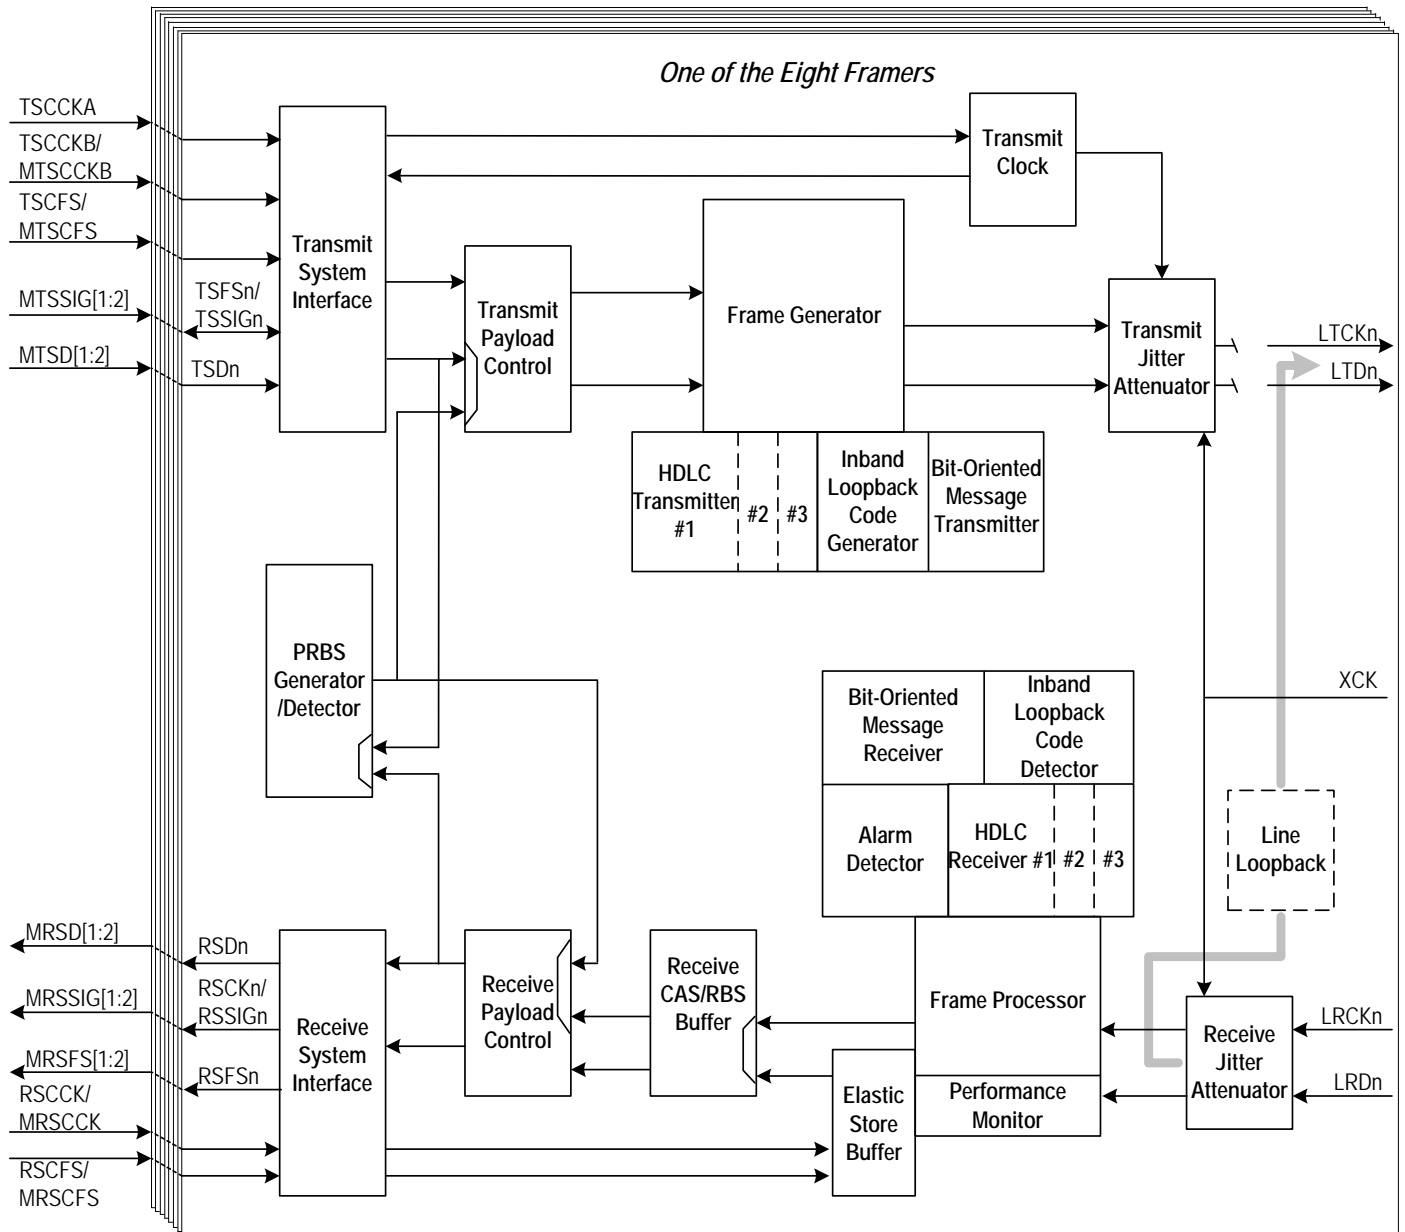 One of the Eight Framers
TSCCKA
TSCCKB/
MTSCCKB
TSCFS/
MTSCFS
MTSSIG[1:2]
MTSD[1:2]
TSFSn/
TSSIGn
TSDn
Transmit
System
Interface
Transmit
Payload
Control
Frame Generator
Transmit
Clock
Transmit
Jitter
Attenuator
LTCKn
LTDn
HDLC
Transmitter
#1
#2
#3
Inband
Loopback
Code
Generator
Bit-Oriented
Message
Transmitter
PRBS
Generator
/Detector
XCK
Bit-Oriented
Message
Receiver
Inband
Loopback
Code
Detector
Alarm
Detector
HDLC
Receiver #1
#2
#3
Line
Loopback
MRSD[1:2]
MRSSIG[1:2]
MRSFS[1:2]
RSCCK/
MRSCCK
RSCFS/
MRSCFS
RSDn
RSCKn/
RSSIGn
RSFSn
Receive
System
Interface
Receive
Payload
Control
Receive
CAS/RBS
Buffer
Frame Processor
Elastic
Store
Buffer
Performance
Monitor
Receive
Jitter
Attenuator
LRCKn
LRDn